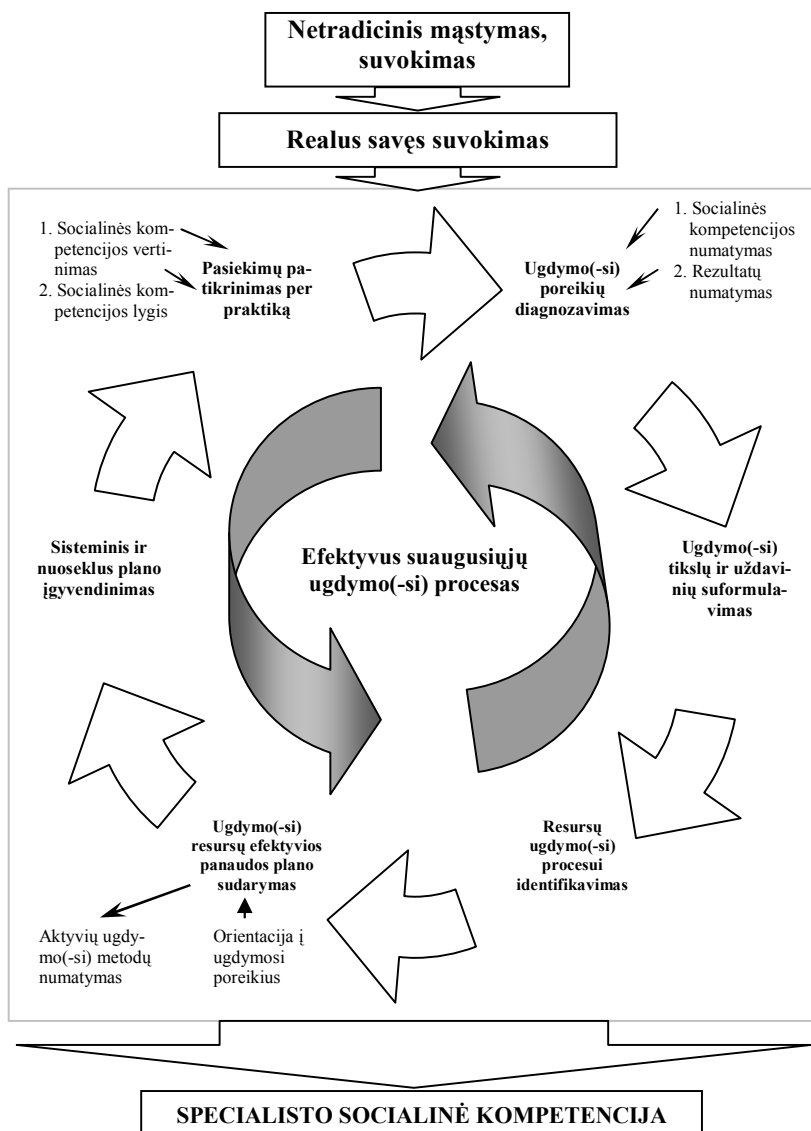 Netradicinis mąstymas,
suvokimas
Realus savęs suvokimas
1. Socialinės kom-
petencijos verti-
nimas
2. Socialinės kom-
petencijos lygis
Pasiekimų pa-
tikrinimas per
praktiką
Ugdymo(-si)
poreikių
diagnozavimas
1. Socialinės
kompetencijos
numatymas
2. Rezultatų
numatymas
Sisteminis ir
nuoseklus plano
įgyvendinimas
Efektyvus suaugusiųjų
ugdymo(-si) procesas
Ugdymo(-si)
tikslų ir uždavi-
nių suformula-
vimas
Ugdymo(-si)
resursų efektyvios
panaudos plano
sudarymas
Resursų
ugdymo(-si)
procesui
identifikavimas
Aktyvių ugdy-
mo(-si) metodų
numatymas
Orientacija į
ugdymosi
poreikius
SPECIALISTO SOCIALINĖ KOMPETENCIJA